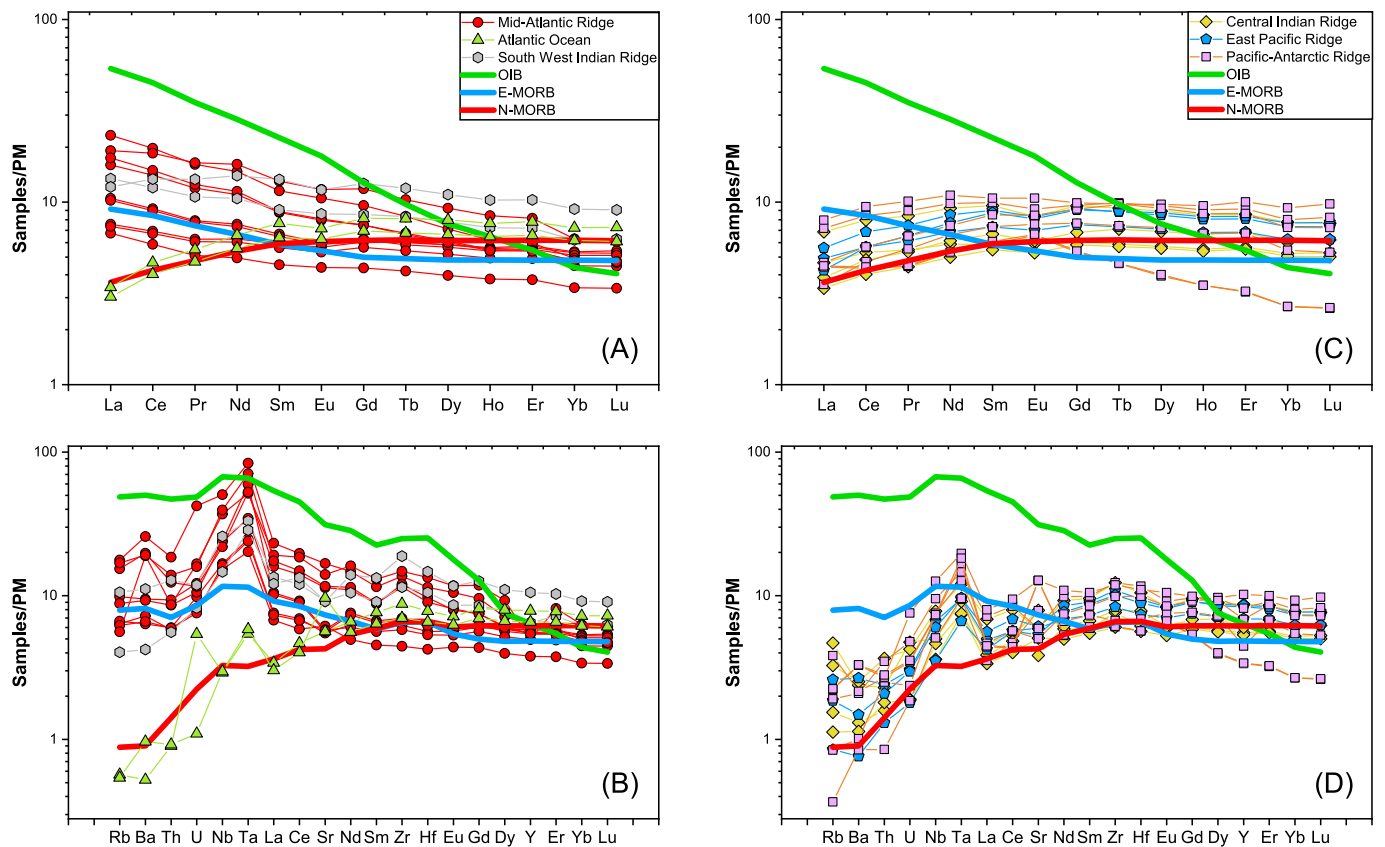 100
10
1
Samples/PM
Mid-Atlantic Ridge
Atlantic Ocean
South West Indian Ridge
OIB
E-MORB
N-MORB
(A)
La Ce Pr Nd Sm Eu Gd Tb Dy Ho Er Yb Lu
100
10
1
Samples/PM
Central Indian Ridge
East Pacific Ridge
Pacific-Antarctic Ridge
OIB
E-MORB
N-MORB
(C)
La Ce Pr Nd Sm Eu Gd Tb Dy Ho Er Yb Lu
100
10
1
Samples/PM
(B)
Rb Ba Th U Nb Ta La Ce Sr Nd Sm Zr Hf Eu Gd Dy Y Er Yb Lu
100
10
1
Samples/PM
(D)
Rb Ba Th U Nb Ta La Ce Sr Nd Sm Zr Hf Eu Gd Dy Y Er Yb Lu